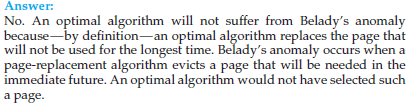 Answer:
No. An optimal algorithm will not suffer from Belady's anomaly
because—by definition—an optimal algorithm replaces the page that
will not be used for the longest time. Belady's anomaly occurs when a
page-replacement algorithm evicts a page that will be needed in the
immediate future. An optimal algorithm would not have selected such
a page.